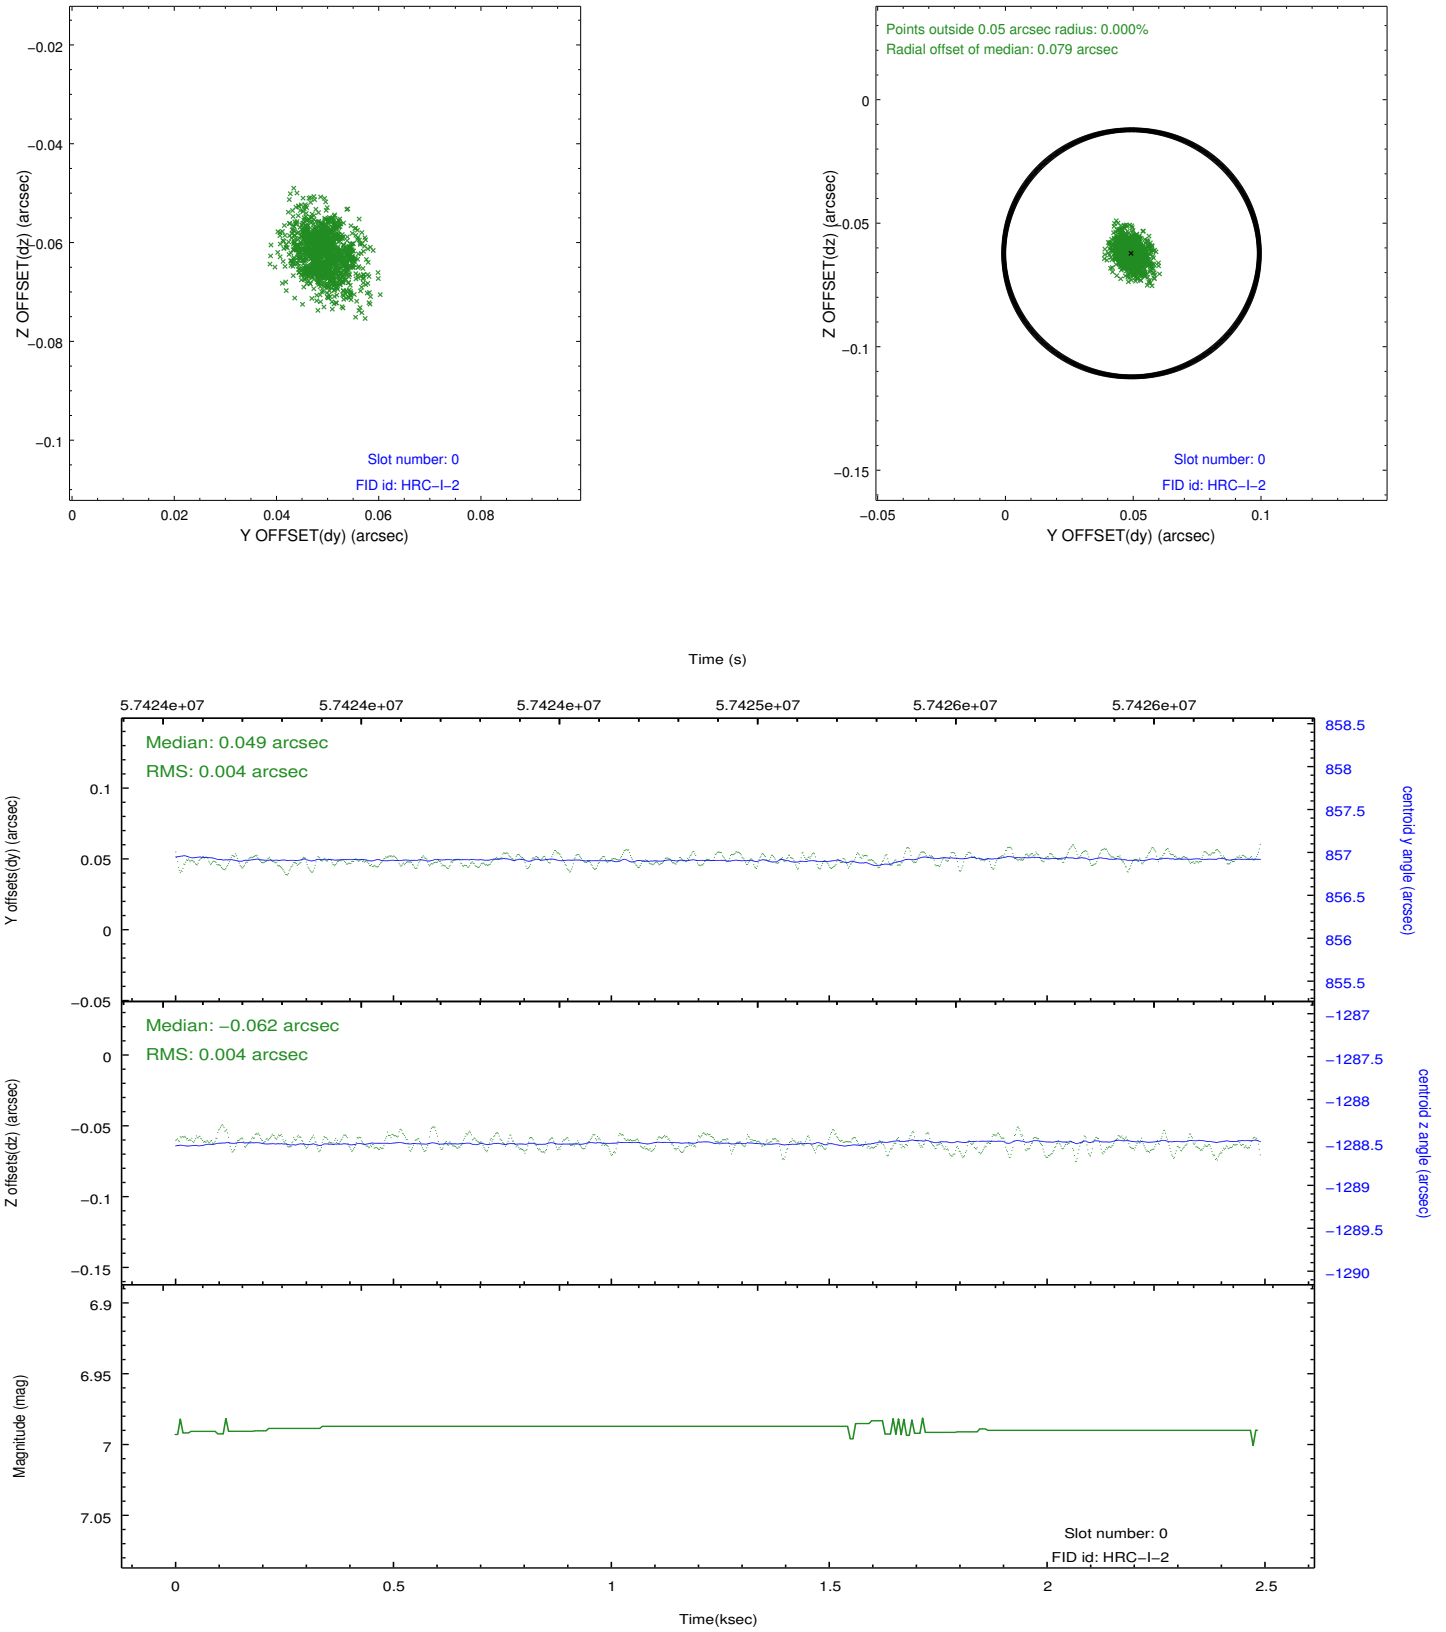 −0.02
−0.04
−0.06
−0.08
−0.1
Z OFFSET(dz) (arcsec)
Slot number: 0
FID id: HRC−I−2
0 0.02 0.04 0.06 0.08
Y OFFSET(dy) (arcsec)
Points outside 0.05 arcsec radius: 0.000%
Radial offset of median: 0.079 arcsec
0
−0.05
−0.1
−0.15
Z OFFSET(dz) (arcsec)
Slot number: 0
FID id: HRC−I−2
−0.05 0 0.05 0.1
Y OFFSET(dy) (arcsec)
Time (s)
5.7424e+07 5.7424e+07 5.7424e+07 5.7425e+07 5.7426e+07 5.7426e+07
Median: 0.049 arcsec
RMS: 0.004 arcsec
0.1
0.05
0
−0.05
Y offsets(dy) (arcsec)
858.5
858
857.5
857
856.5
856
855.5
centroid y angle (arcsec)
Median: −0.062 arcsec
RMS: 0.004 arcsec
0
−0.05
−0.1
−0.15
Z offsets(dz) (arcsec)
−1287
−1287.5
−1288
−1288.5
−1289
−1289.5
−1290
centroid z angle (arcsec)
6.9
6.95
7
7.05
Magnitude (mag)
Slot number: 0
FID id: HRC−I−2
0 0.5 1 1.5 2 2.5
Time(ksec)